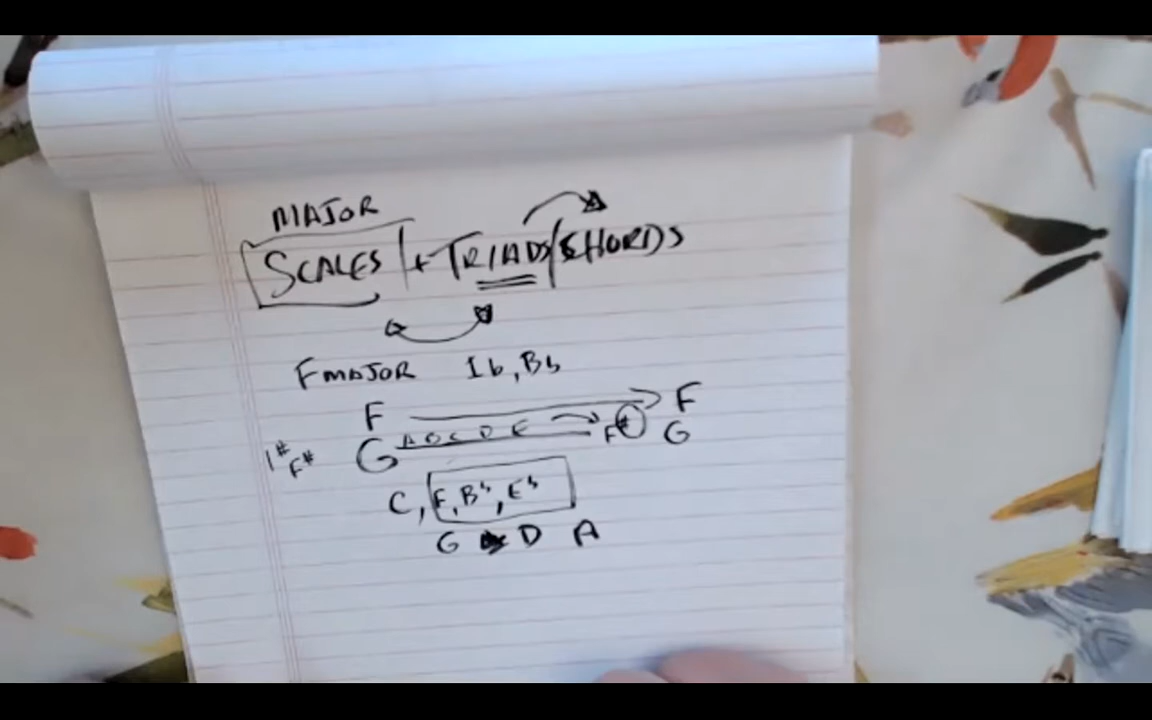 MAJOR
SCALES + TRIADS/CHORDS
F MAJOR 1b, Bb
F F
1# F# G A B C D E F# G
C, F, Bb, Eb
G D A